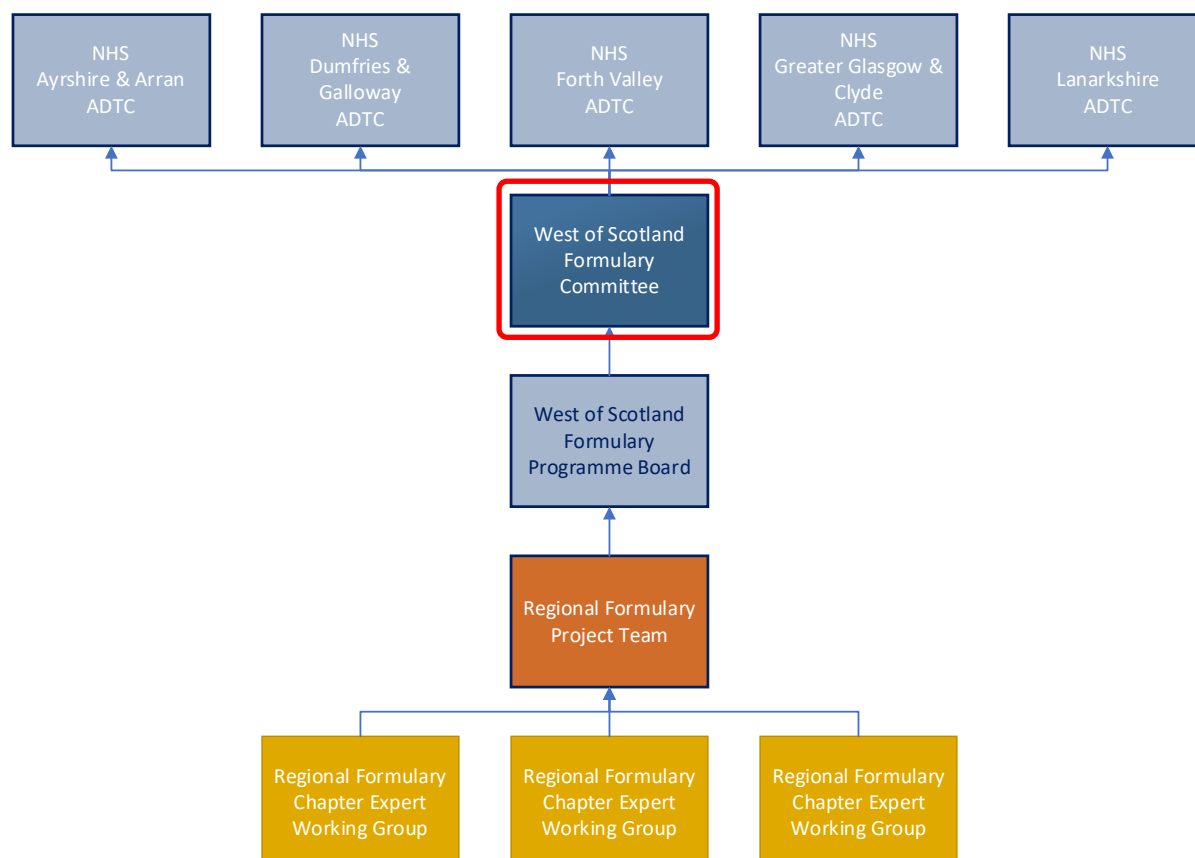 NHS
Ayrshire & Arran
ADTC
NHS
Dumfries &
Galloway
ADTC
NHS
Forth Valley
ADTC
NHS
Greater Glasgow &
Clyde
ADTC
NHS
Lanarkshire
ADTC
West of Scotland
Formulary
Committee
West of Scotland
Formulary
Programme Board
Regional Formulary
Project Team
Regional Formulary
Chapter Expert
Working Group
Regional Formulary
Chapter Expert
Working Group
Regional Formulary
Chapter Expert
Working Group